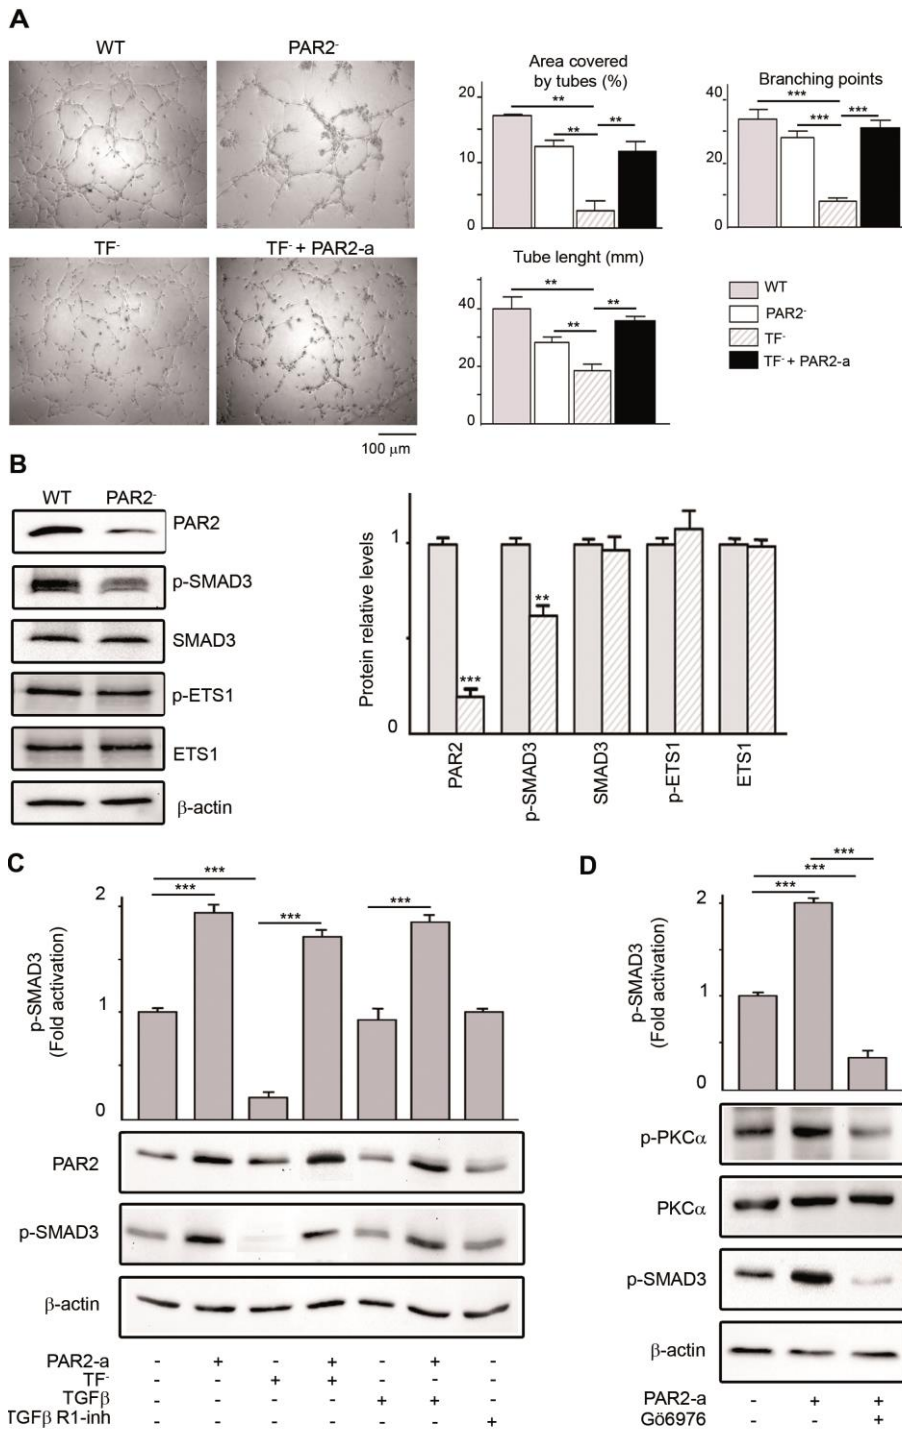 A
WT PAR2-
TF- TF- + PAR2-a
100 μm
Area covered
by tubes (%)
20
10
0
** ** **
Branching points
40
20
0
*** *** ***
Tube lenght (mm)
40
20
0
** ** **
WT
PAR2-
TF-
TF- + PAR2-a
B
WT PAR2-
PAR2
p-SMAD3
SMAD3
p-ETS1
ETS1
β-actin
Protein relative levels
1
0
*** **
PAR2 p-SMAD3 SMAD3 p-ETS1 ETS1
C
p-SMAD3
(Fold activation)
2
1
0
*** *** *** ***
PAR2
p-SMAD3
β-actin
PAR2-a - + - + - + -
TF- - - + + - - -
TGFβ - - - - + + -
TGFβ R1-inh - - - - - - +
D
p-SMAD3
(Fold activation)
2
1
0
*** *** ***
p-PKCα
PKCα
p-SMAD3
β-actin
PAR2-a - + +
Gö6976 - - +